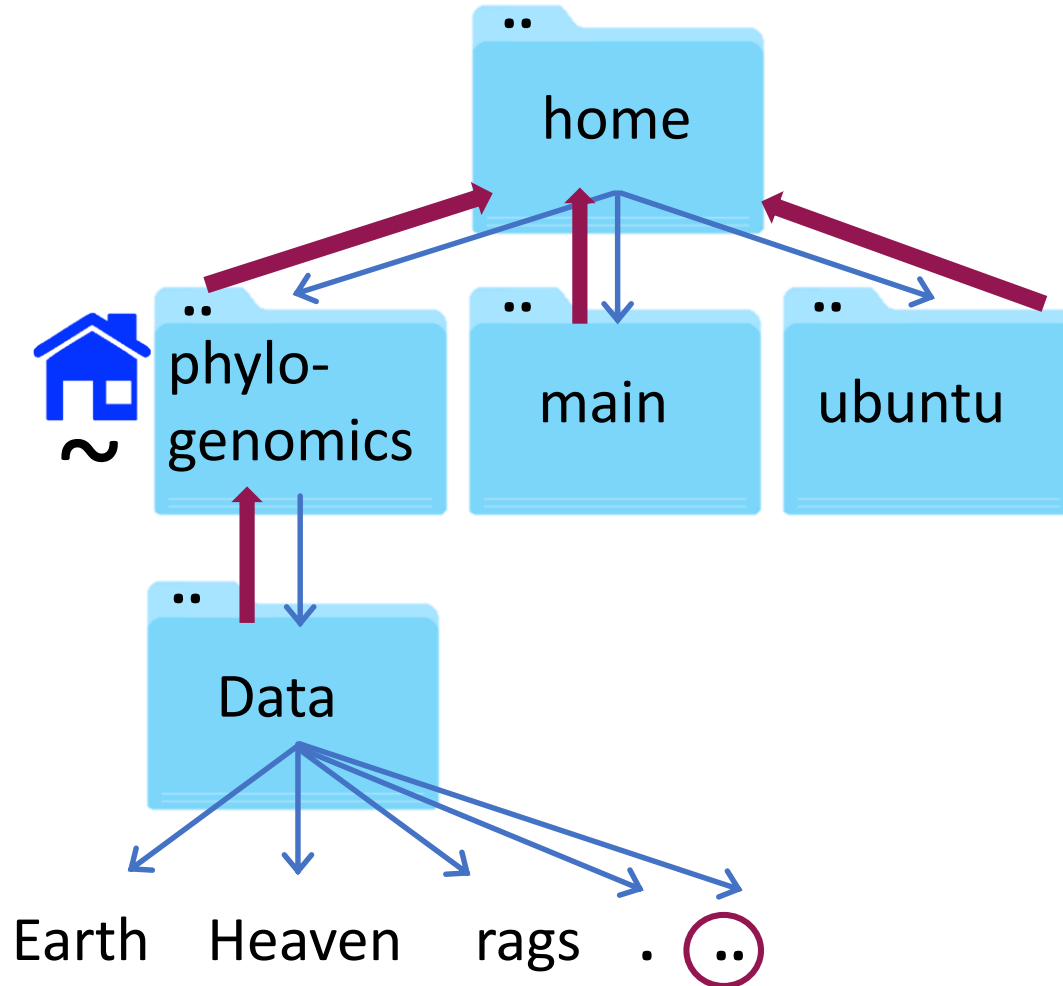 ..
home
..
phylo-
genomics
..
main
..
ubuntu
~
..
Data
Earth Heaven rags . ..